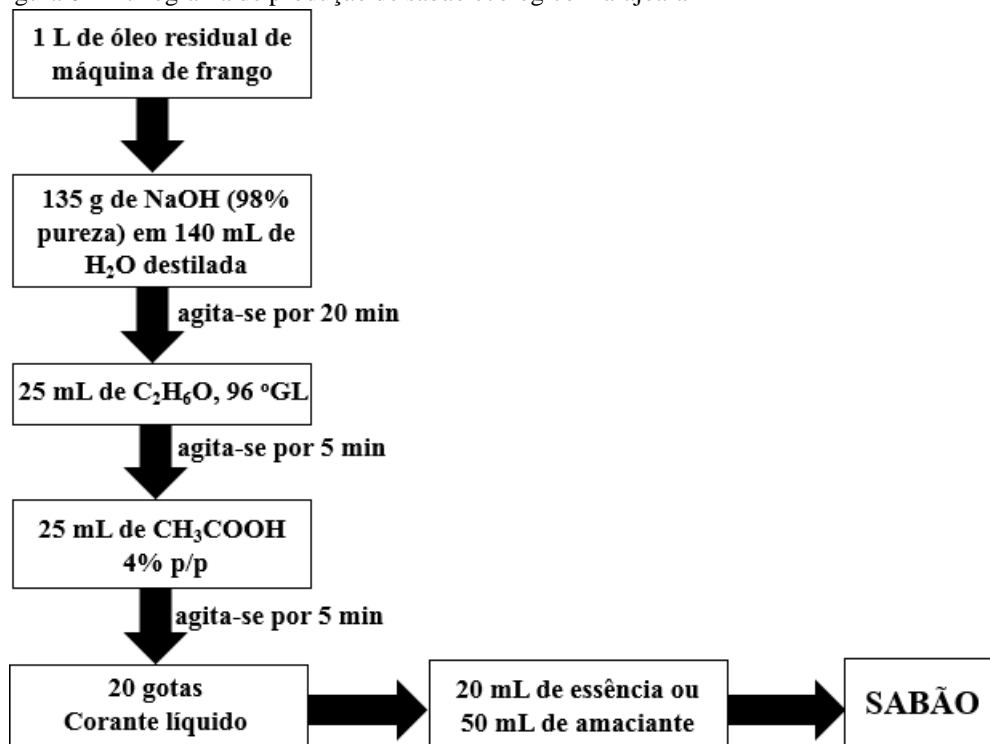 1 L de óleo residual de
máquina de frango
135 g de NaOH (98%
pureza) em 140 mL de
H₂O destilada
agita-se por 20 min
25 mL de C₂H₆O, 96 ºGL
agita-se por 5 min
25 mL de CH₃COOH
4% p/p
agita-se por 5 min
20 gotas
Corante líquido
20 mL de essência ou
50 mL de amaciante
SABÃO